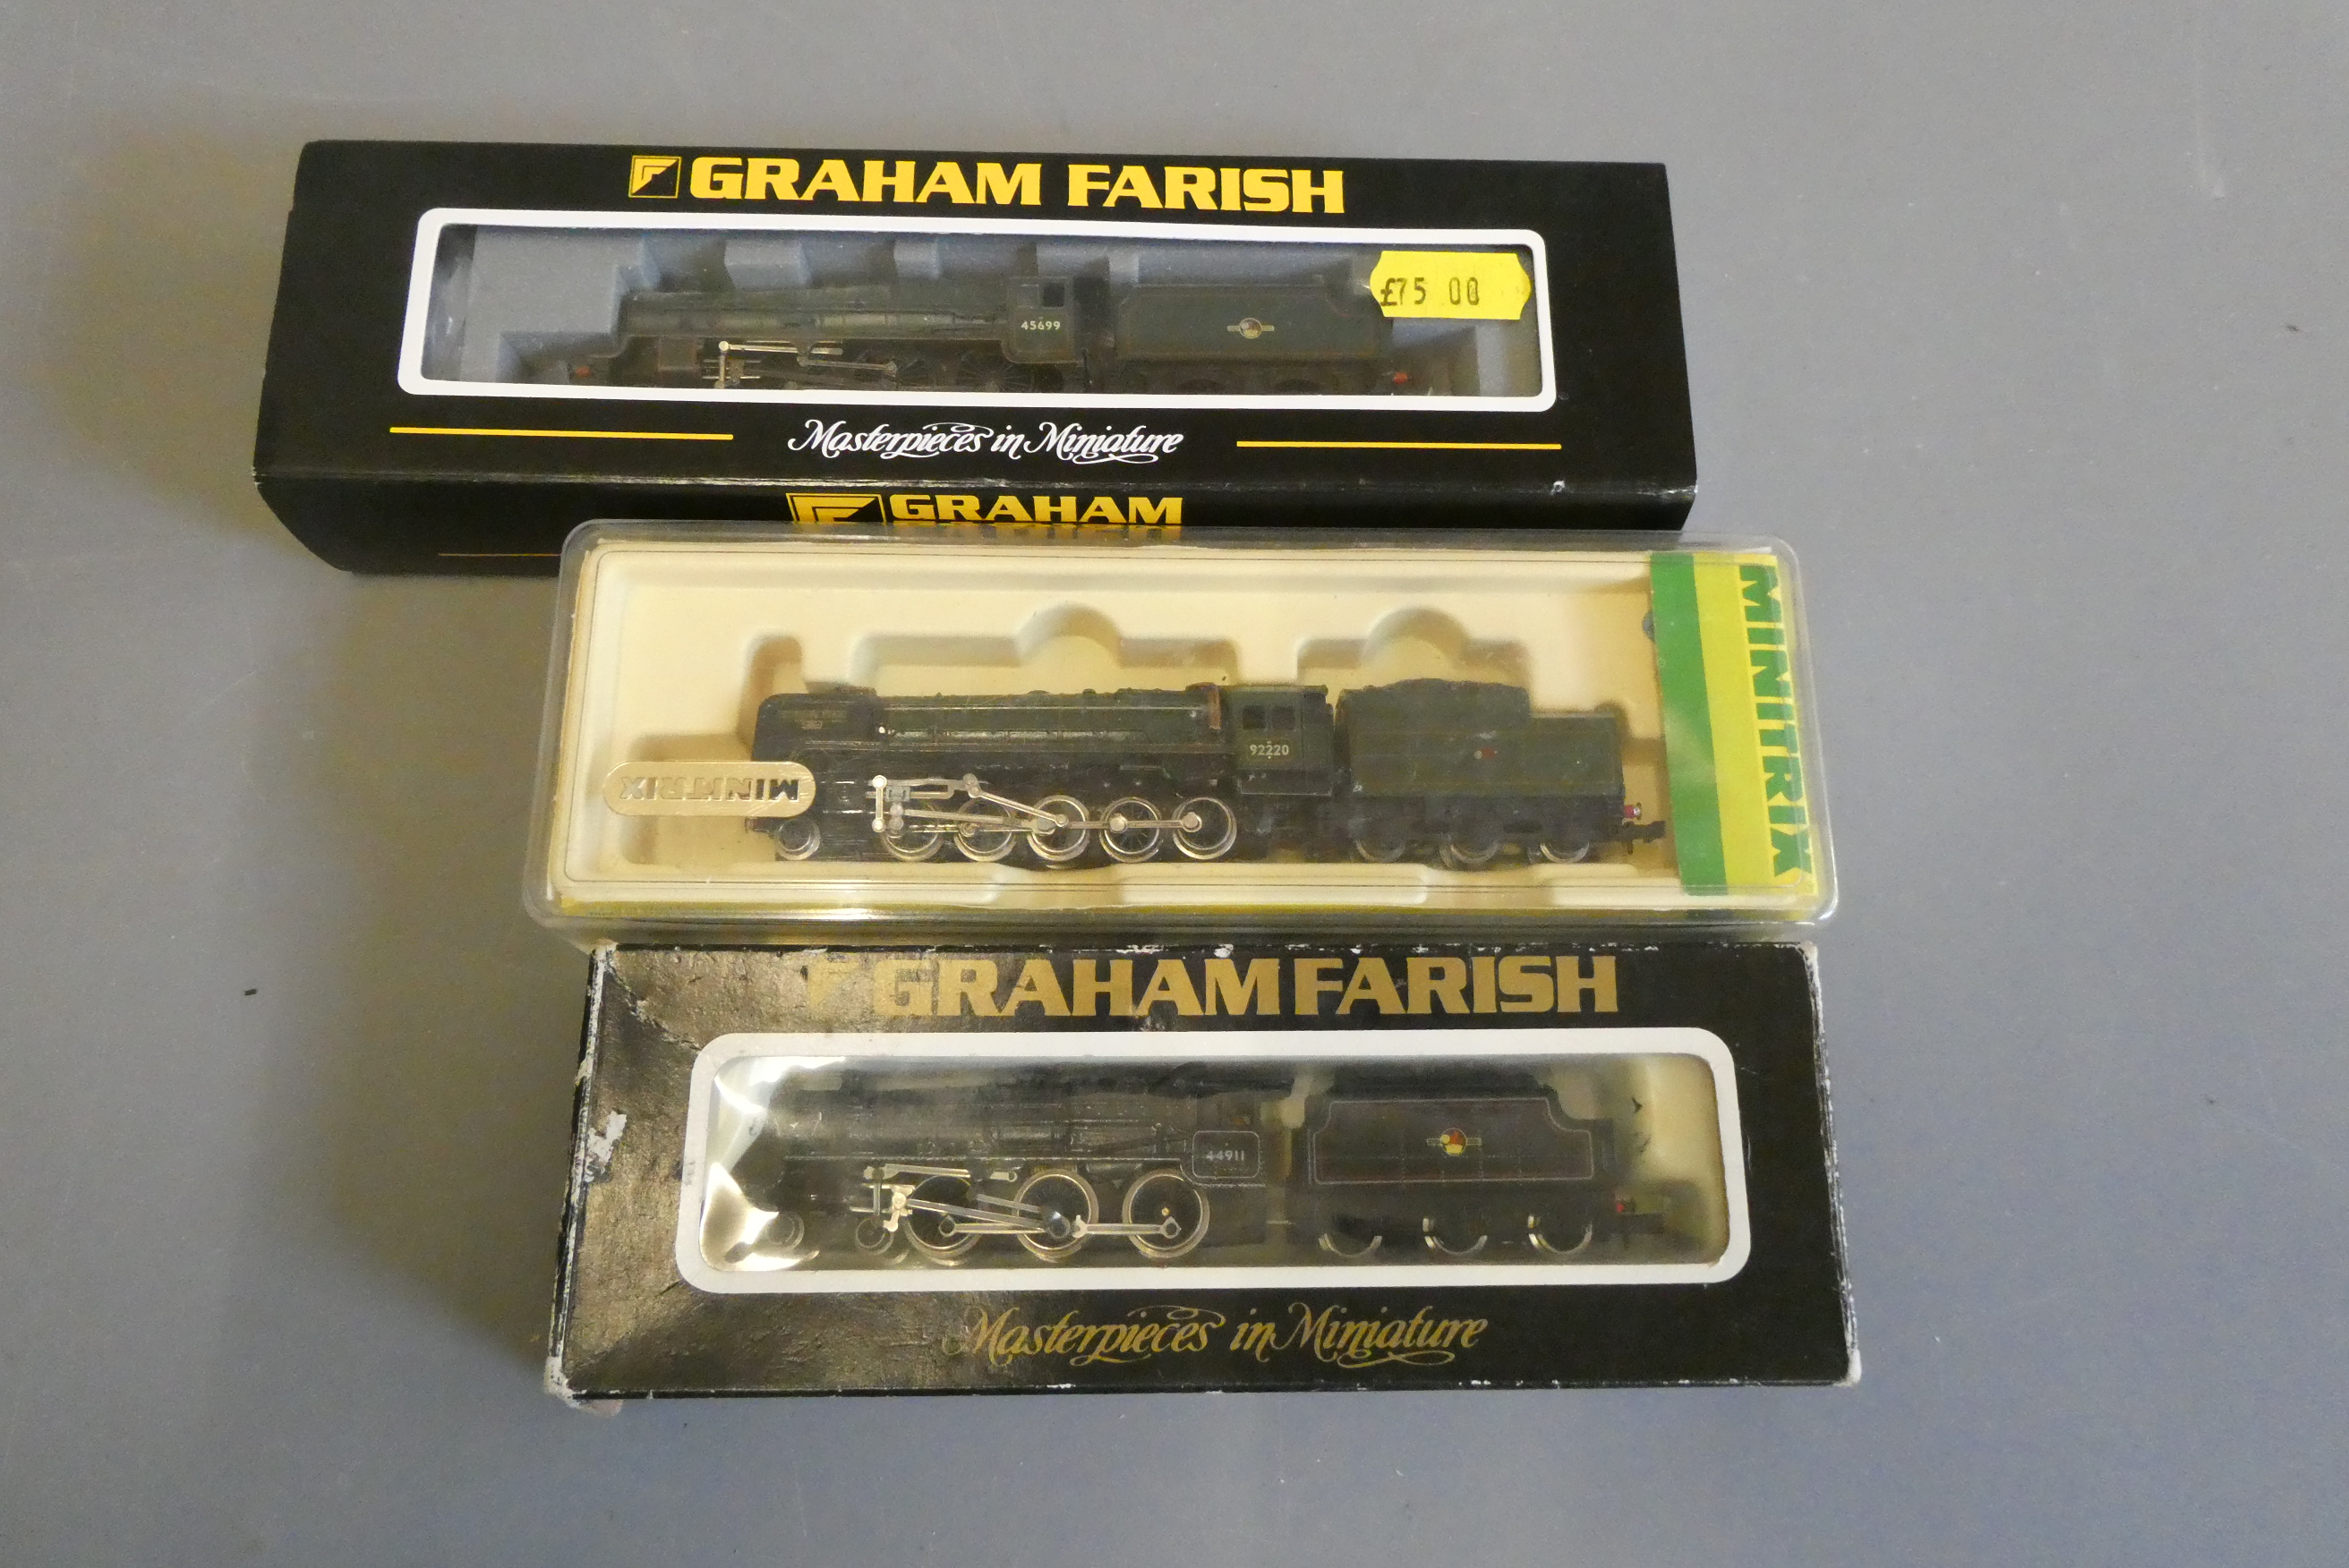 GRAHAM FARISH
£75 00
45699
Masterpieces in Miniature
GRAHAM
MINITRIX
92220
MINITRIX
GRAHAM FARISH
44911
Masterpieces in Miniature